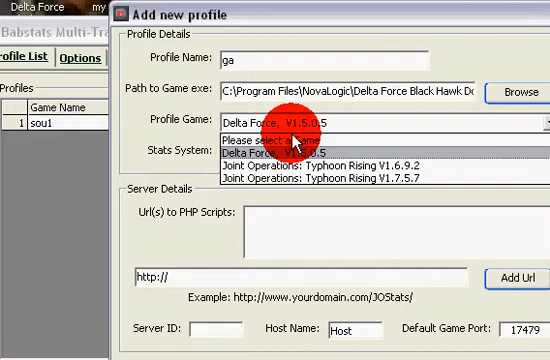 Delta Force my
Add new profile
Babstats Multi-Tra
rofile List Options
Profile Details
Profile Name: ga
Path to Game exe: C:\Program Files\NovaLogic\Delta Force Black Hawk Do Browse
Profiles
Game Name
1 sou1
Profile Game: Delta Force, V1.5.0.5
Please select a game
Stats System: Delta Force, V1.5.0.5
Joint Operations: Typhoon Rising V1.6.9.2
Joint Operations: Typhoon Rising V1.7.5.7
Server Details
Url(s) to PHP Scripts:
http:// Add Url
Example: http://www.yourdomain.com/JOStats/
Server ID: Host Name: Host Default Game Port: 17479